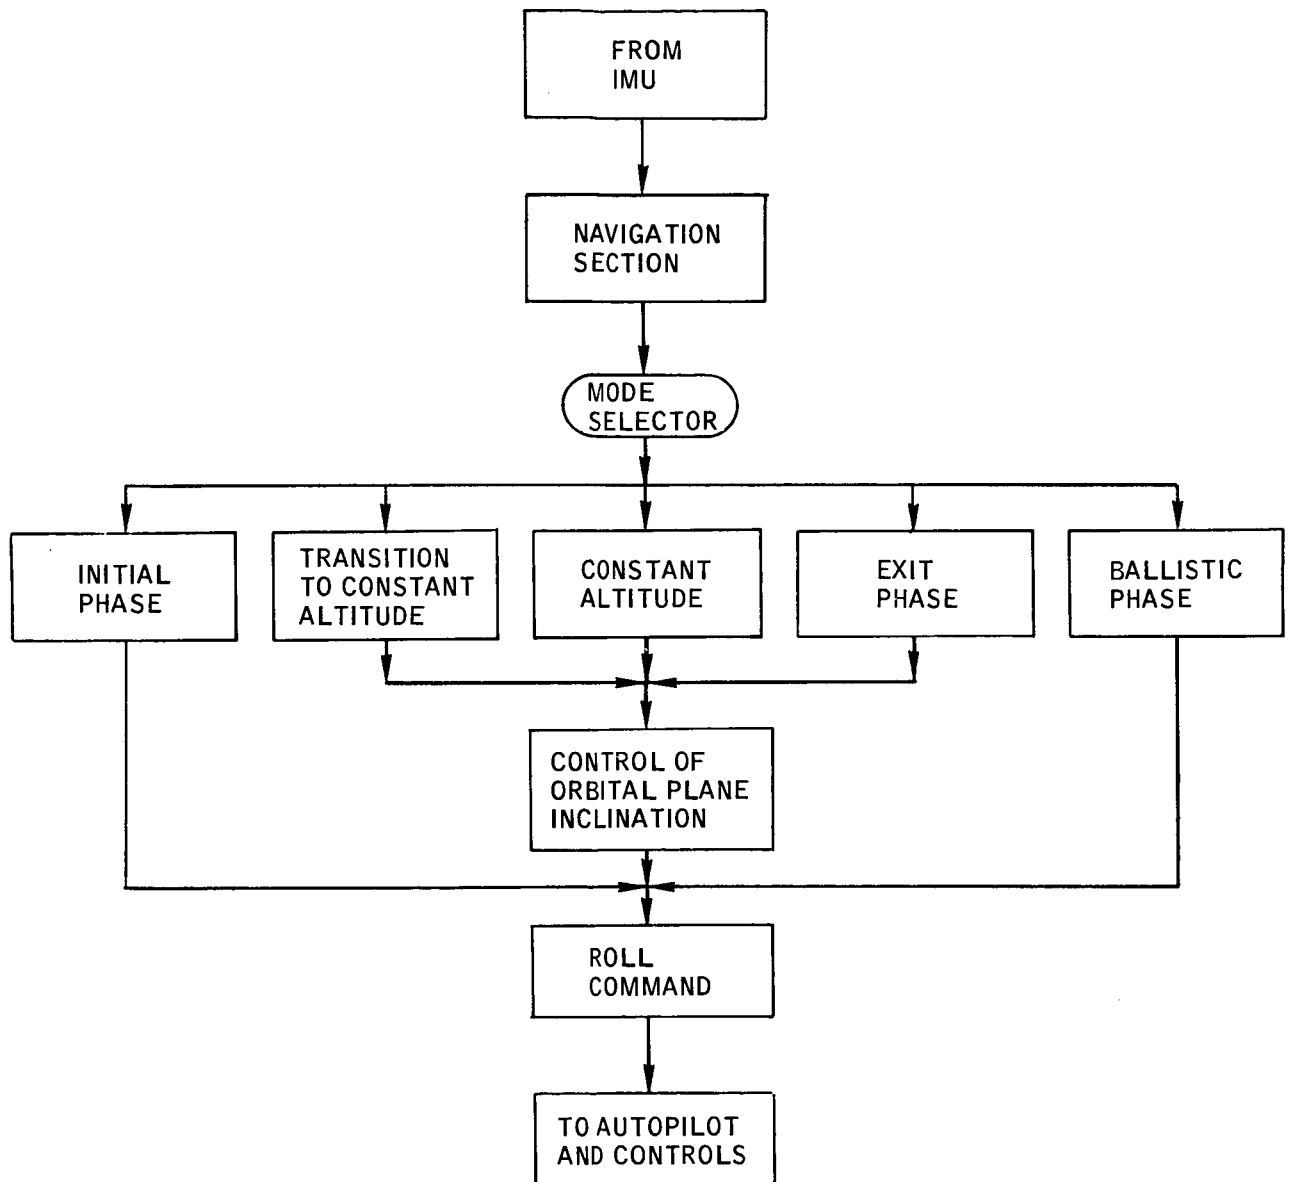 FROM
IMU
NAVIGATION
SECTION
MODE
SELECTOR
INITIAL
PHASE
TRANSITION
TO CONSTANT
ALTITUDE
CONSTANT
ALTITUDE
EXIT
PHASE
BALLISTIC
PHASE
CONTROL OF
ORBITAL PLANE
INCLINATION
ROLL
COMMAND
TO AUTOPILOT
AND CONTROLS